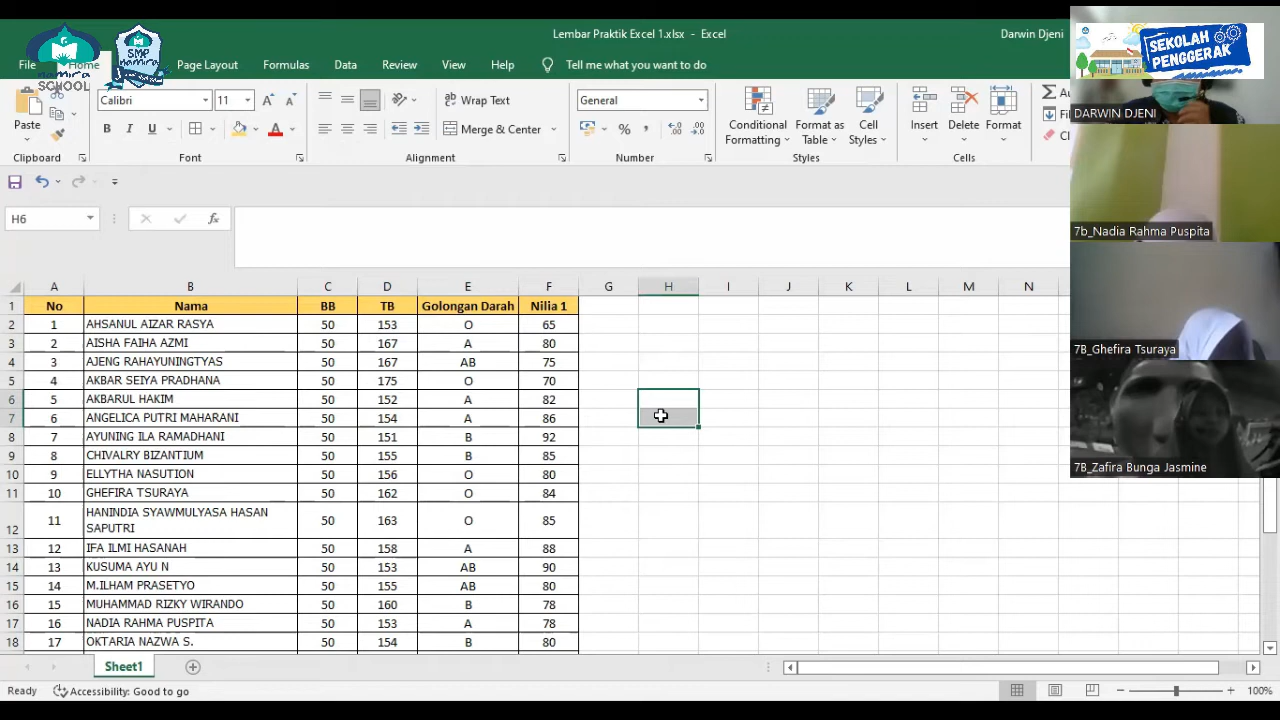 Lembar Praktik Excel 1.xlsx - Excel
Darwin Djeni
File Home Page Layout Formulas Data Review View Help Tell me what you want to do
SCHOOL
SMP
SEKOLAH
PENGGERAK
Paste
Calibri 11
B I U
Wrap Text
Merge & Center
General
Conditional Formatting
Format as Table
Cell Styles
Insert
Delete
Format
Clipboard Font Alignment Number Styles Cells
DARWIN DJENI
7b_Nadia Rahma Puspita
7B_Ghefira Tsuraya
7B_Zafira Bunga Jasmine
H6 fx
A B C D E F G H I J K L M N
1 No Nama BB TB Golongan Darah Nilia 1
2 1 AHSANUL AIZAR RASYA 50 153 O 65
3 2 AISHA FAIHA AZMI 50 167 A 80
4 3 AJENG RAHAYUNINGTYAS 50 167 AB 75
5 4 AKBAR SEIYA PRADHANA 50 175 O 70
6 5 AKBARUL HAKIM 50 152 A 82
7 6 ANGELICA PUTRI MAHARANI 50 154 A 86
8 7 AYUNING ILA RAMADHANI 50 151 B 92
9 8 CHIVALRY BIZANTIUM 50 155 B 85
10 9 ELLYTHA NASUTION 50 156 O 80
11 10 GHEFIRA TSURAYA 50 162 O 84
12 11 HANINDIA SYAWMULYASA HASAN SAPUTRI 50 163 O 85
13 12 IFA ILMI HASANAH 50 158 A 88
14 13 KUSUMA AYU N 50 153 AB 90
15 14 M.ILHAM PRASETYO 50 155 AB 80
16 15 MUHAMMAD RIZKY WIRANDO 50 160 B 78
17 16 NADIA RAHMA PUSPITA 50 153 A 78
18 17 OKTARIA NAZWA S. 50 154 B 80
Sheet1
Ready Accessibility: Good to go 100%